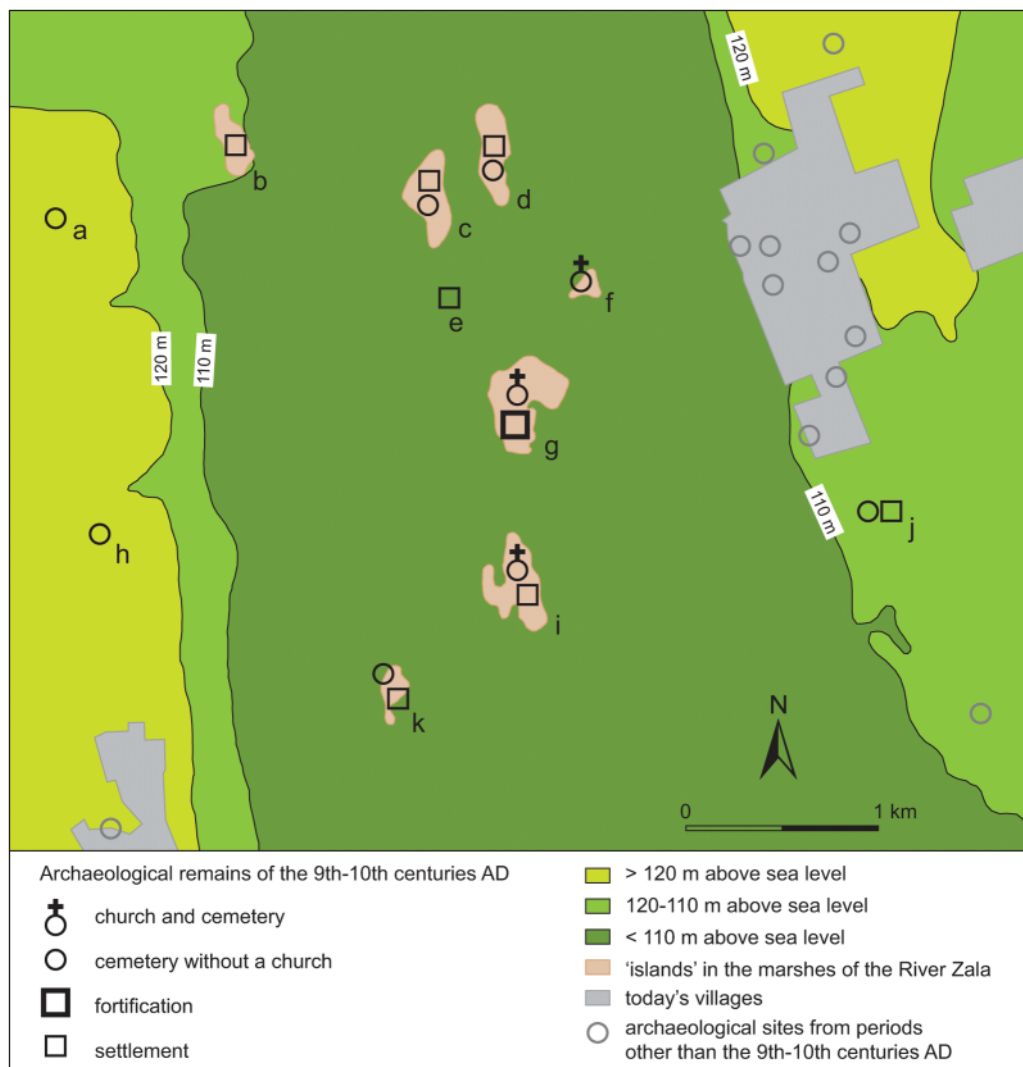 120 m
b
d
c
a
f
e
120 m
110 m
g
110 m
h
j
i
N
k
0 1 km
Archaeological remains of the 9th-10th centuries AD
church and cemetery
cemetery without a church
fortification
settlement
> 120 m above sea level
120-110 m above sea level
< 110 m above sea level
‘islands’ in the marshes of the River Zala
today's villages
archaeological sites from periods
other than the 9th-10th centuries AD